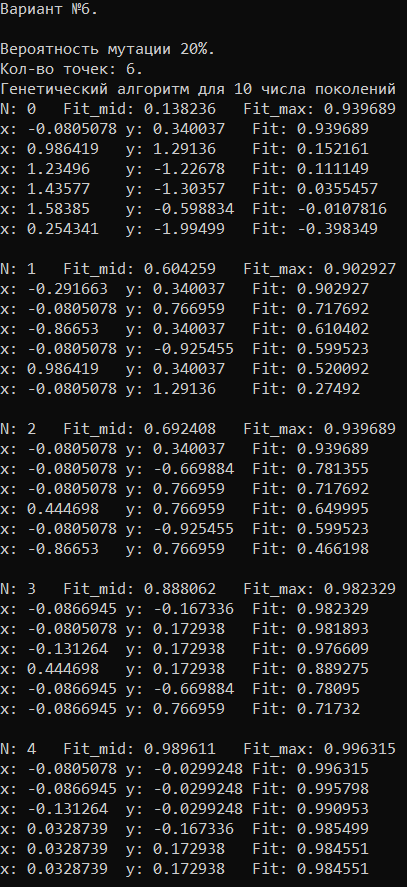 Вариант №6.
Вероятность мутации 20%.
Кол-во точек: 6.
Генетический алгоритм для 10 числа поколений
N: 0 Fit_mid: 0.138236 Fit_max: 0.939689
x: -0.0805078 y: 0.340037 Fit: 0.939689
x: 0.986419 y: 1.29136 Fit: 0.152161
x: 1.23496 y: -1.22678 Fit: 0.111149
x: 1.43577 y: -1.30357 Fit: 0.0355457
x: 1.58385 y: -0.598834 Fit: -0.0107816
x: 0.254341 y: -1.99499 Fit: -0.398349
N: 1 Fit_mid: 0.604259 Fit_max: 0.902927
x: -0.291663 y: 0.340037 Fit: 0.902927
x: -0.0805078 y: 0.766959 Fit: 0.717692
x: -0.86653 y: 0.340037 Fit: 0.610402
x: -0.0805078 y: -0.925455 Fit: 0.599523
x: 0.986419 y: 0.340037 Fit: 0.520092
x: -0.0805078 y: 1.29136 Fit: 0.27492
N: 2 Fit_mid: 0.692408 Fit_max: 0.939689
x: -0.0805078 y: 0.340037 Fit: 0.939689
x: -0.0805078 y: -0.669884 Fit: 0.781355
x: -0.0805078 y: 0.766959 Fit: 0.717692
x: 0.444698 y: 0.766959 Fit: 0.649995
x: -0.0805078 y: -0.925455 Fit: 0.599523
x: -0.86653 y: 0.766959 Fit: 0.466198
N: 3 Fit_mid: 0.888062 Fit_max: 0.982329
x: -0.0866945 y: -0.167336 Fit: 0.982329
x: -0.0805078 y: 0.172938 Fit: 0.981893
x: -0.131264 y: 0.172938 Fit: 0.976609
x: 0.444698 y: 0.172938 Fit: 0.889275
x: -0.0866945 y: -0.669884 Fit: 0.78095
x: -0.0866945 y: 0.766959 Fit: 0.71732
N: 4 Fit_mid: 0.989611 Fit_max: 0.996315
x: -0.0805078 y: -0.0299248 Fit: 0.996315
x: -0.0866945 y: -0.0299248 Fit: 0.995798
x: -0.131264 y: -0.0299248 Fit: 0.990953
x: 0.0328739 y: -0.167336 Fit: 0.985499
x: 0.0328739 y: 0.172938 Fit: 0.984551
x: 0.0328739 y: 0.172938 Fit: 0.984551